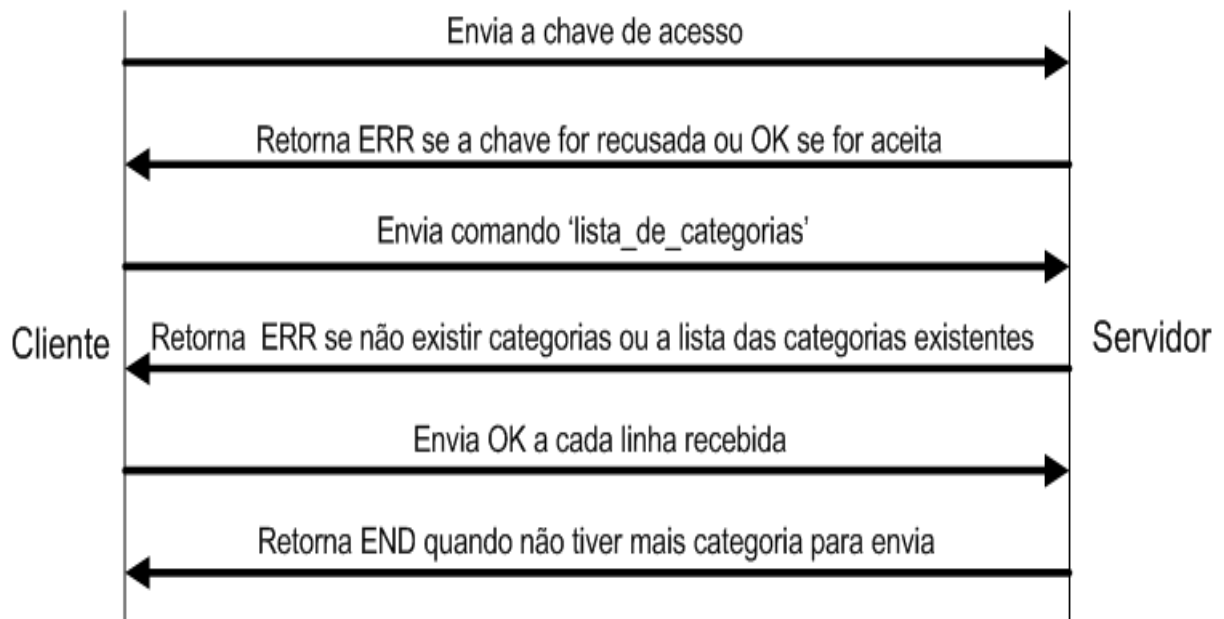 Envia a chave de acesso
Retorna ERR se a chave for recusada ou OK se for aceita
Envia comando ‘lista_de_categorias’
Cliente
Retorna ERR se não existir categorias ou a lista das categorias existentes
Servidor
Envia OK a cada linha recebida
Retorna END quando não tiver mais categoria para envia